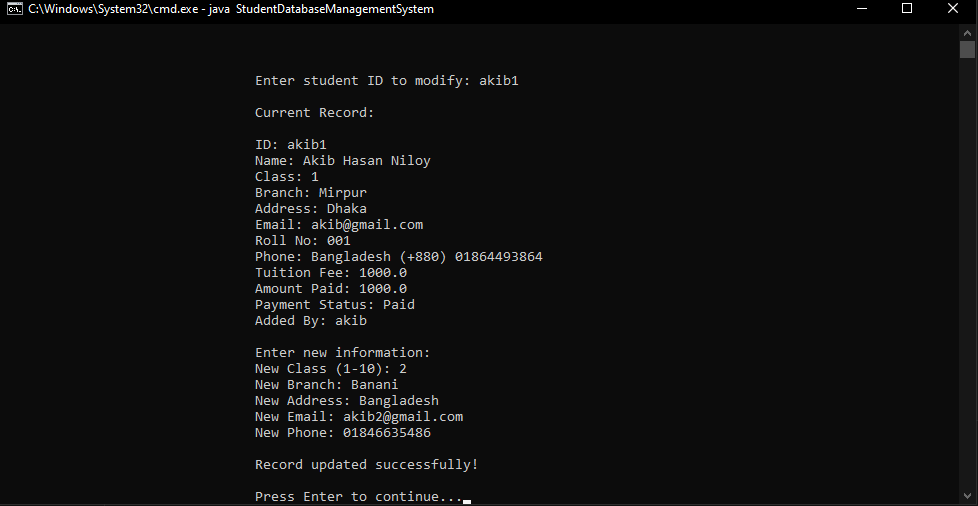 C:\Windows\System32\cmd.exe - java  StudentDatabaseManagementSystem
Enter student ID to modify: akib1
Current Record:
ID: akib1
Name: Akib Hasan Niloy
Class: 1
Branch: Mirpur
Address: Dhaka
Email: akib@gmail.com
Roll No: 001
Phone: Bangladesh (+880) 01864493864
Tuition Fee: 1000.0
Amount Paid: 1000.0
Payment Status: Paid
Added By: akib
Enter new information:
New Class (1-10): 2
New Branch: Banani
New Address: Bangladesh
New Email: akib2@gmail.com
New Phone: 01846635486
Record updated successfully!
Press Enter to continue...